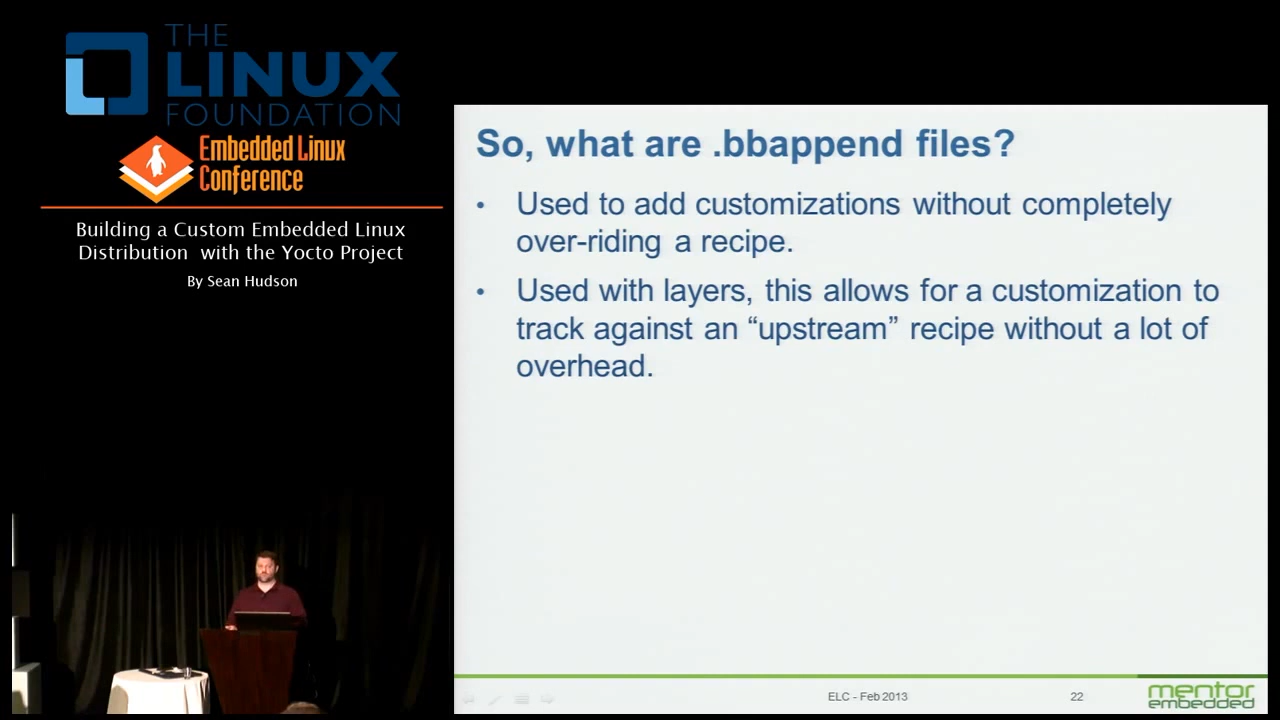 THE
LINUX
FOUNDATION
Embedded Linux
Conference
Building a Custom Embedded Linux
Distribution with the Yocto Project
By Sean Hudson
So, what are .bbappend files?
• Used to add customizations without completely
over-riding a recipe.
• Used with layers, this allows for a customization to
track against an “upstream” recipe without a lot of
overhead.
ELC - Feb 2013
22
mentor
embedded